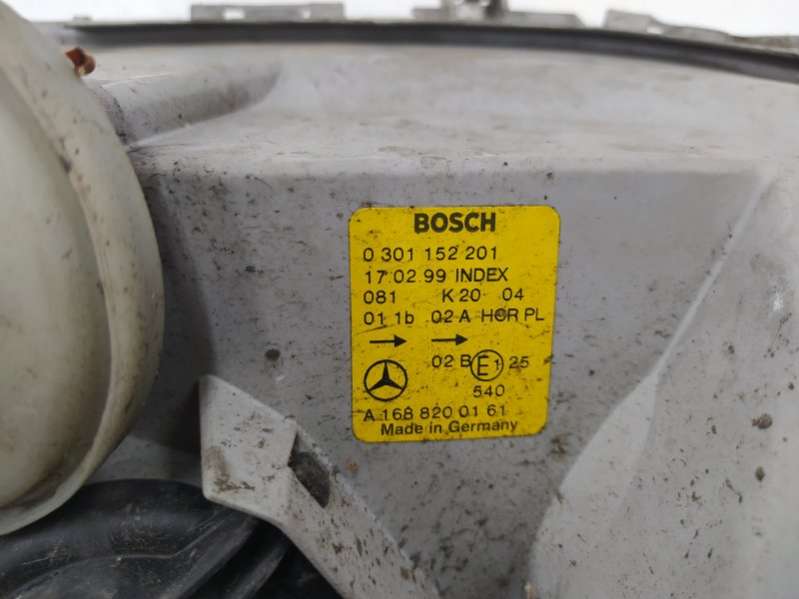 BOSCH
0 301 152 201
17.02.99 INDEX
081 K 20 04
01 1b 02 A HCR PL
02 B E1 25
540
A 168 820 01 61
Made in Germany